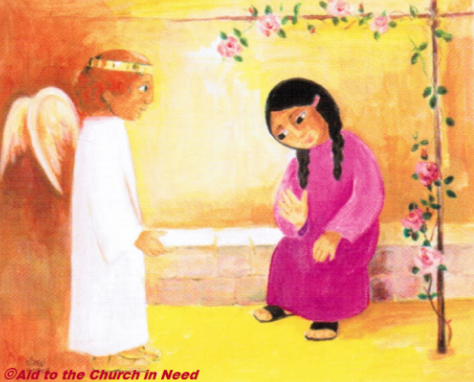 ©Aid to the Church in Need